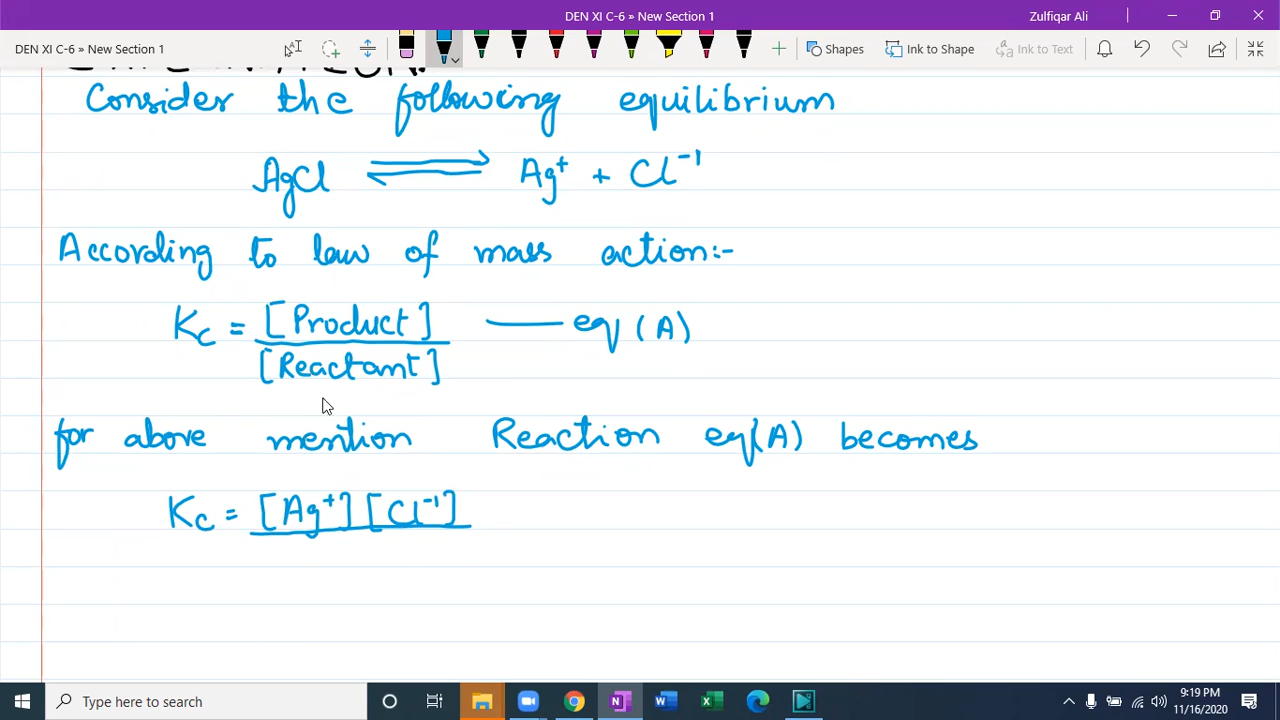 DEN XI C-6 » New Section 1
Zulfiqar Ali
DEN XI C-6 » New Section 1
Shapes
Ink to Shape
Ink to Text
Consider the following equilibrium
AgCl ⇌ Ag⁺ + Cl⁻¹
According to law of mass action:-
Kc = [Product] / [Reactant] —— eq (A)
for above mention Reaction eq(A) becomes
Kc = [Ag⁺] [Cl⁻¹]
Type here to search
9:19 PM
11/16/2020